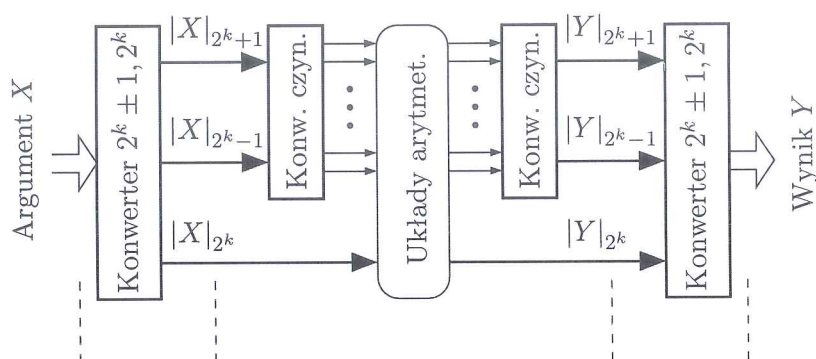 Argument X
Konwerter 2^k ± 1, 2^k
|X|_{2^k+1}
|X|_{2^k-1}
|X|_{2^k}
Konw. czyn.
Układy arytmet.
Konw. czyn.
|Y|_{2^k+1}
|Y|_{2^k-1}
|Y|_{2^k}
Konwerter 2^k ± 1, 2^k
Wynik Y